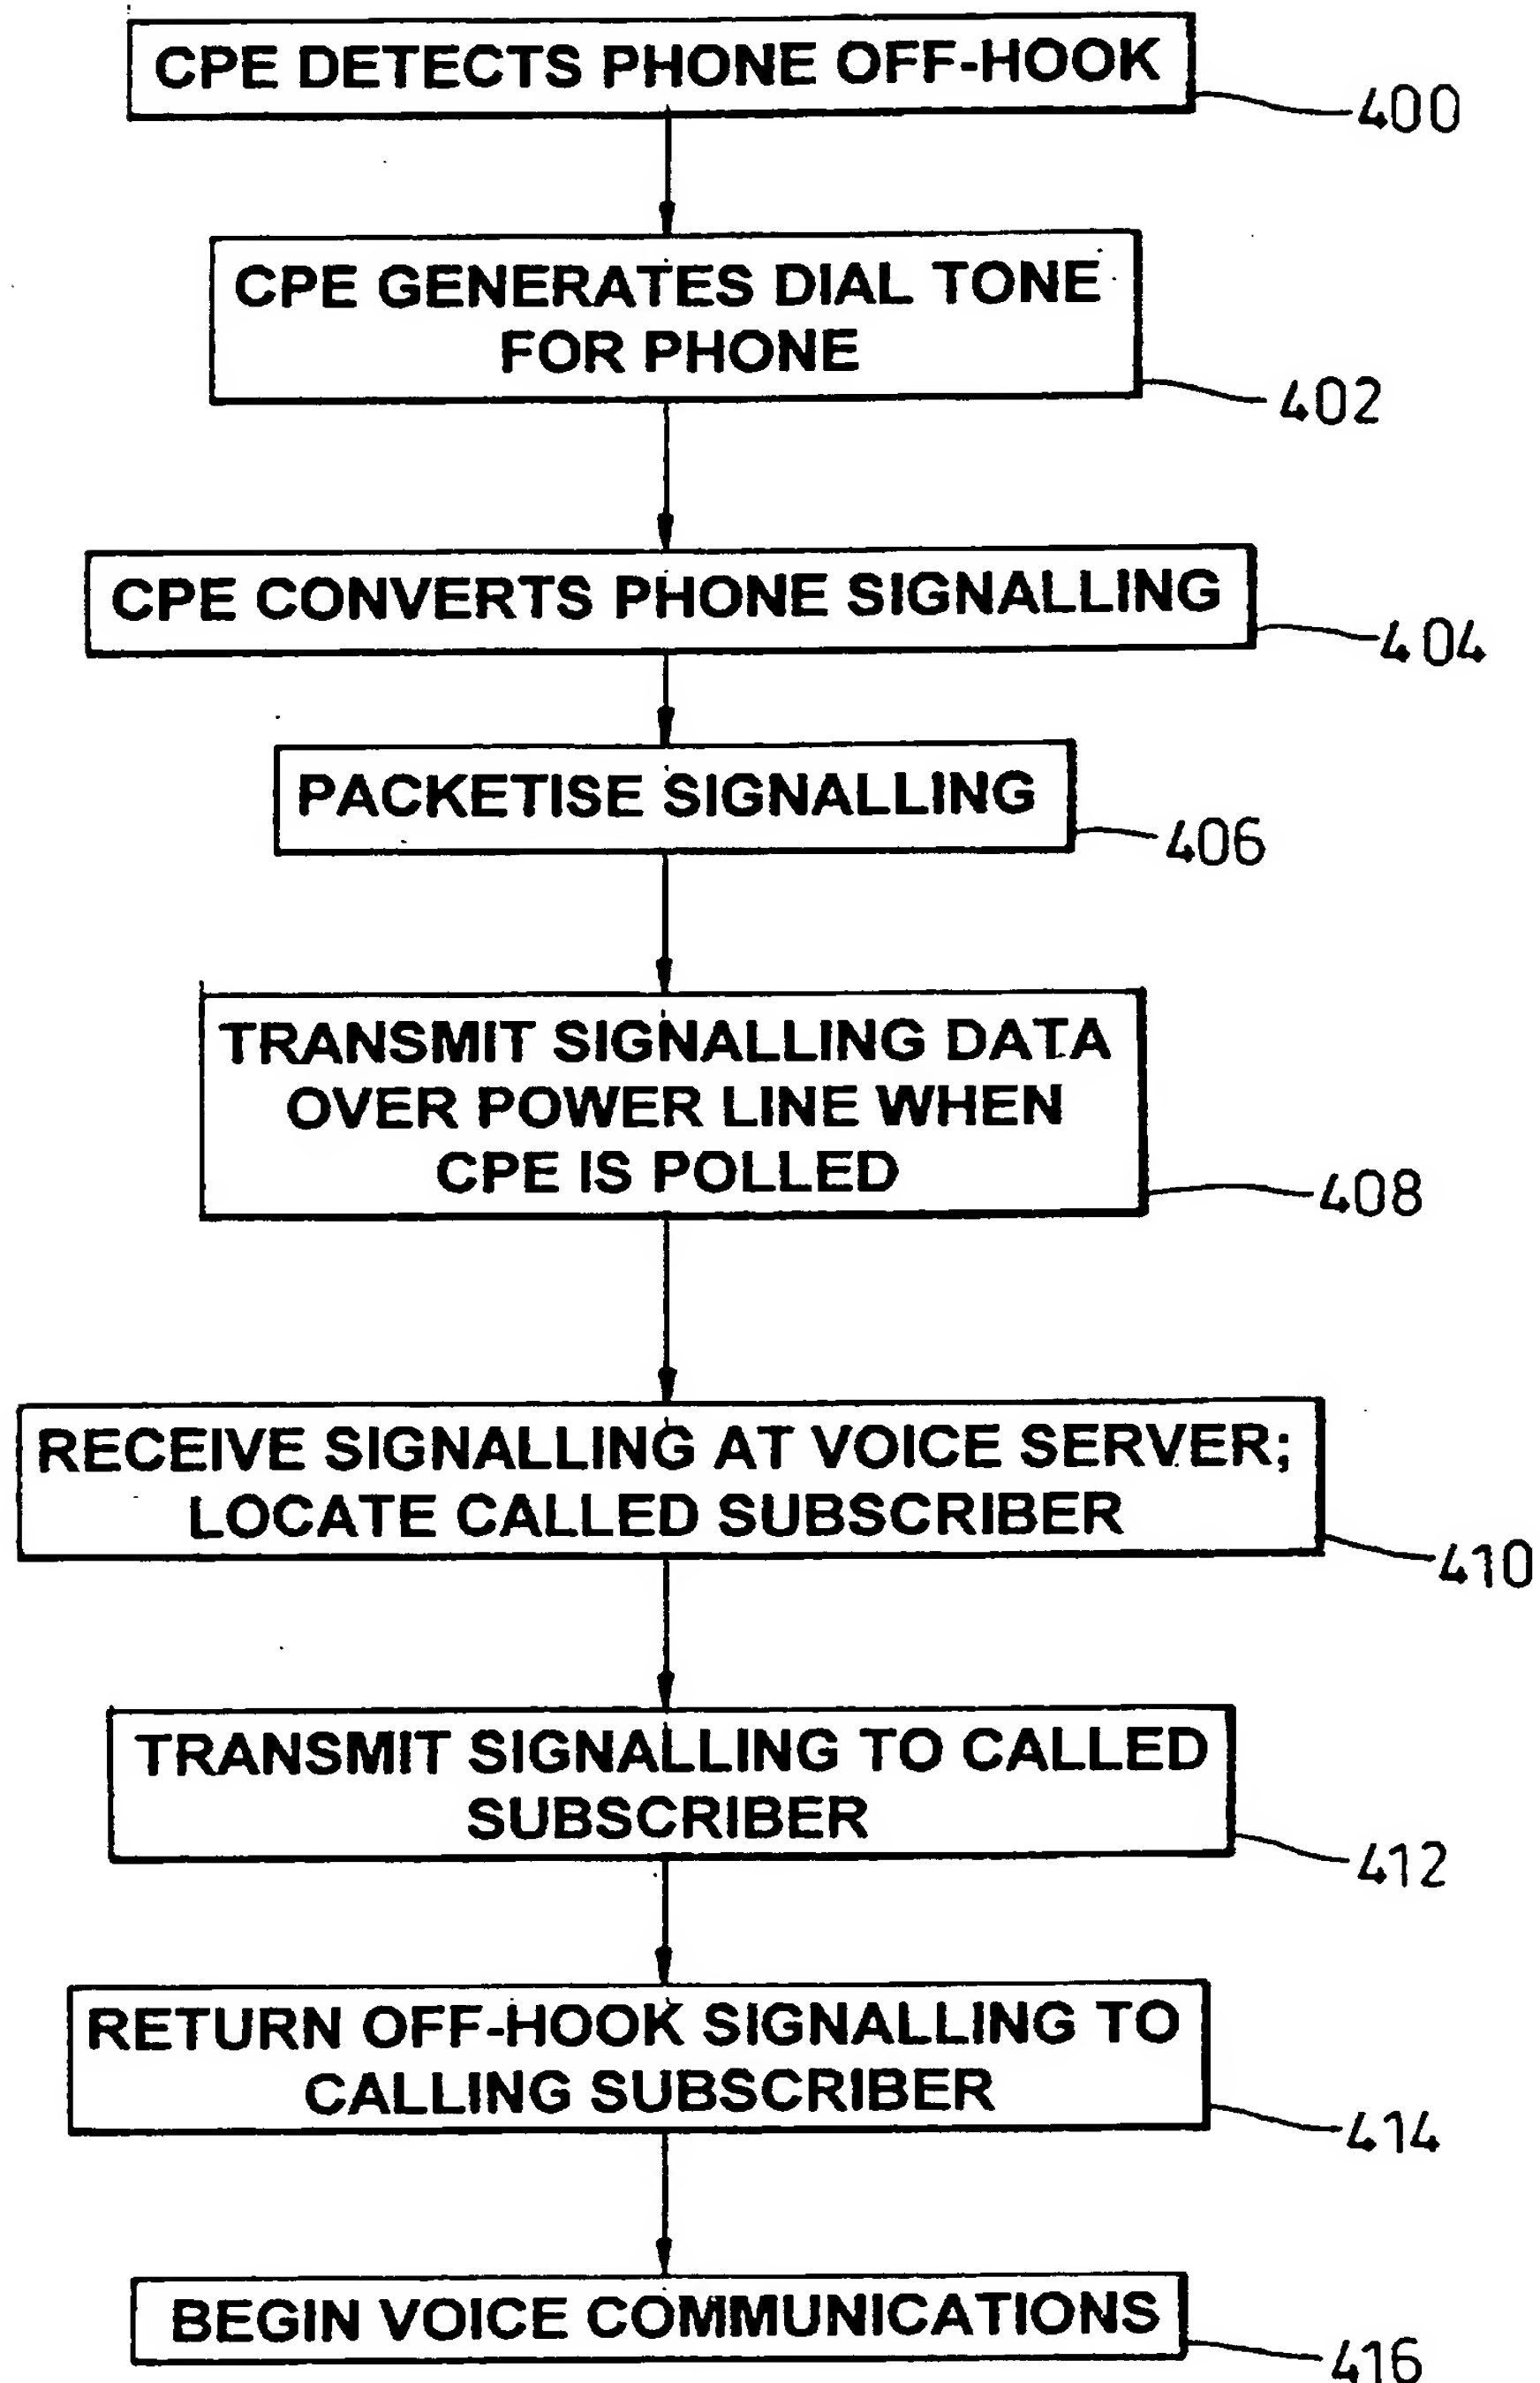 CPE DETECTS PHONE OFF-HOOK
400
CPE GENERATES DIAL TONE
FOR PHONE
402
CPE CONVERTS PHONE SIGNALLING
404
PACKETISE SIGNALLING
406
TRANSMIT SIGNALLING DATA
OVER POWER LINE WHEN
CPE IS POLLED
408
RECEIVE SIGNALLING AT VOICE SERVER;
LOCATE CALLED SUBSCRIBER
410
TRANSMIT SIGNALLING TO CALLED
SUBSCRIBER
412
RETURN OFF-HOOK SIGNALLING TO
CALLING SUBSCRIBER
414
BEGIN VOICE COMMUNICATIONS
416